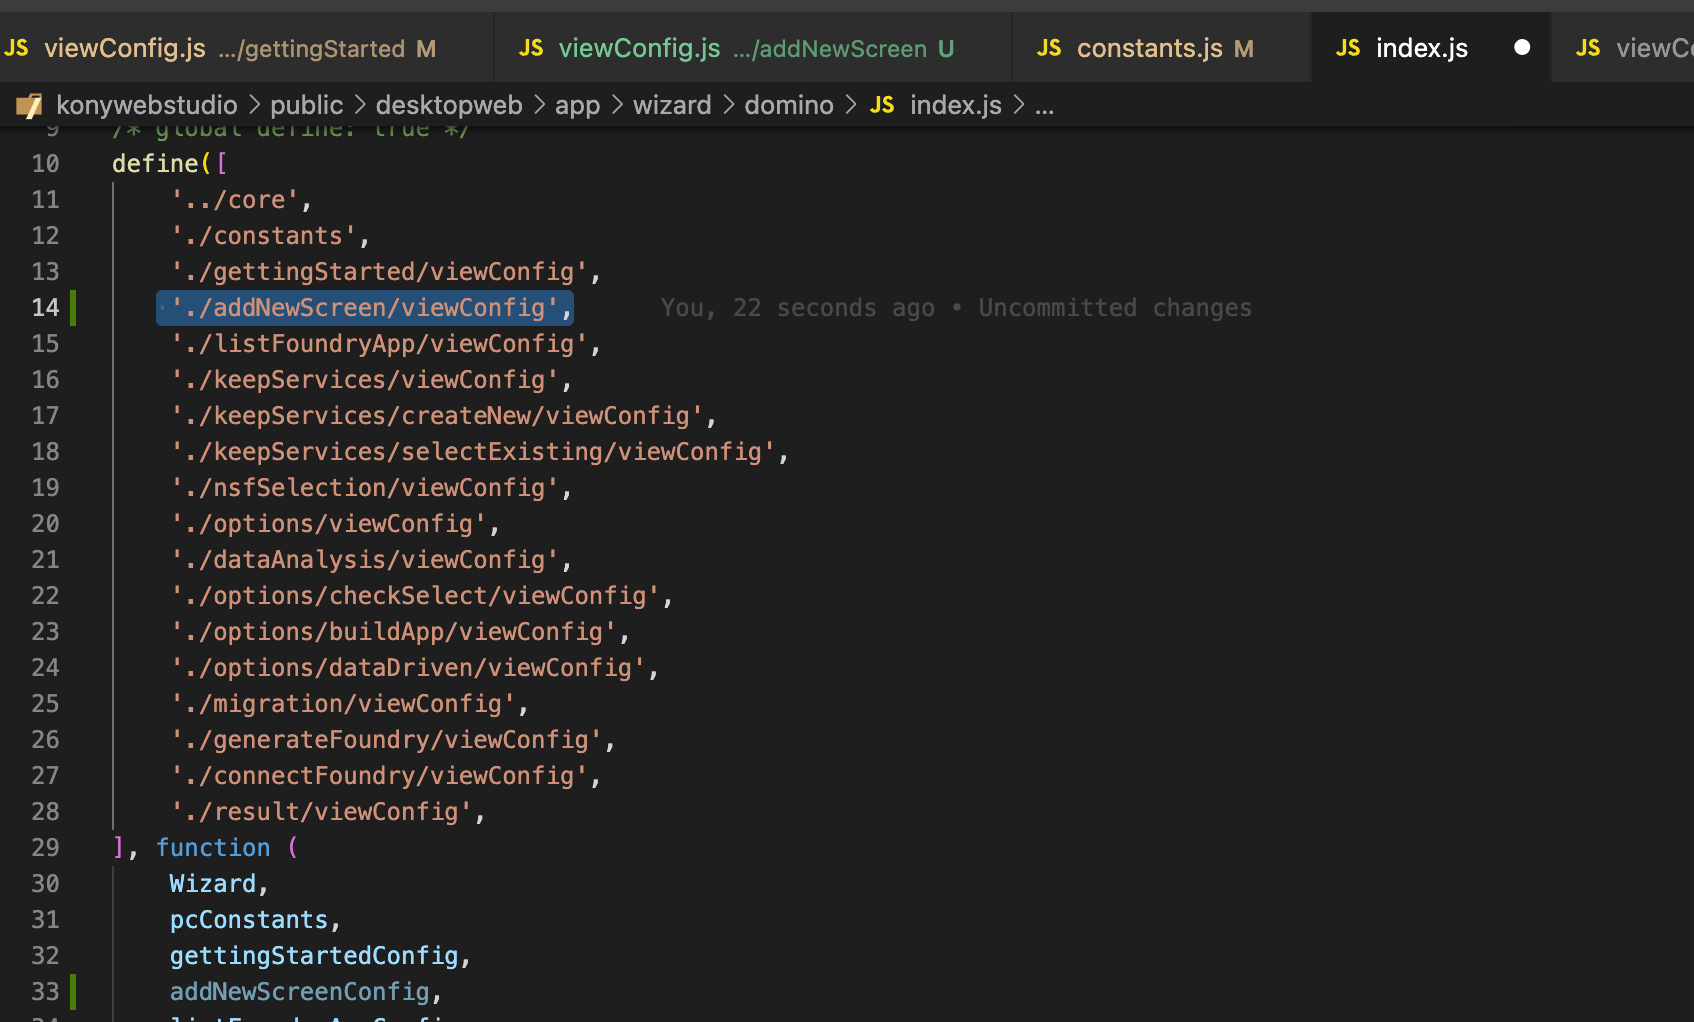 JS viewConfig.js .../gettingStarted M JS viewConfig.js .../addNewScreen U JS constants.js M JS index.js JS
konywebstudio > public > desktopweb > app > wizard > domino > JS index.js > ...
9 /* global define: true */
10 define([
11 '../core',
12 './constants',
13 './gettingStarted/viewConfig',
14 './addNewScreen/viewConfig', You, 22 seconds ago • Uncommitted changes
15 './listFoundryApp/viewConfig',
16 './keepServices/viewConfig',
17 './keepServices/createNew/viewConfig',
18 './keepServices/selectExisting/viewConfig',
19 './nsfSelection/viewConfig',
20 './options/viewConfig',
21 './dataAnalysis/viewConfig',
22 './options/checkSelect/viewConfig',
23 './options/buildApp/viewConfig',
24 './options/dataDriven/viewConfig',
25 './migration/viewConfig',
26 './generateFoundry/viewConfig',
27 './connectFoundry/viewConfig',
28 './result/viewConfig',
29 ], function (
30 Wizard,
31 pcConstants,
32 gettingStartedConfig,
33 addNewScreenConfig,